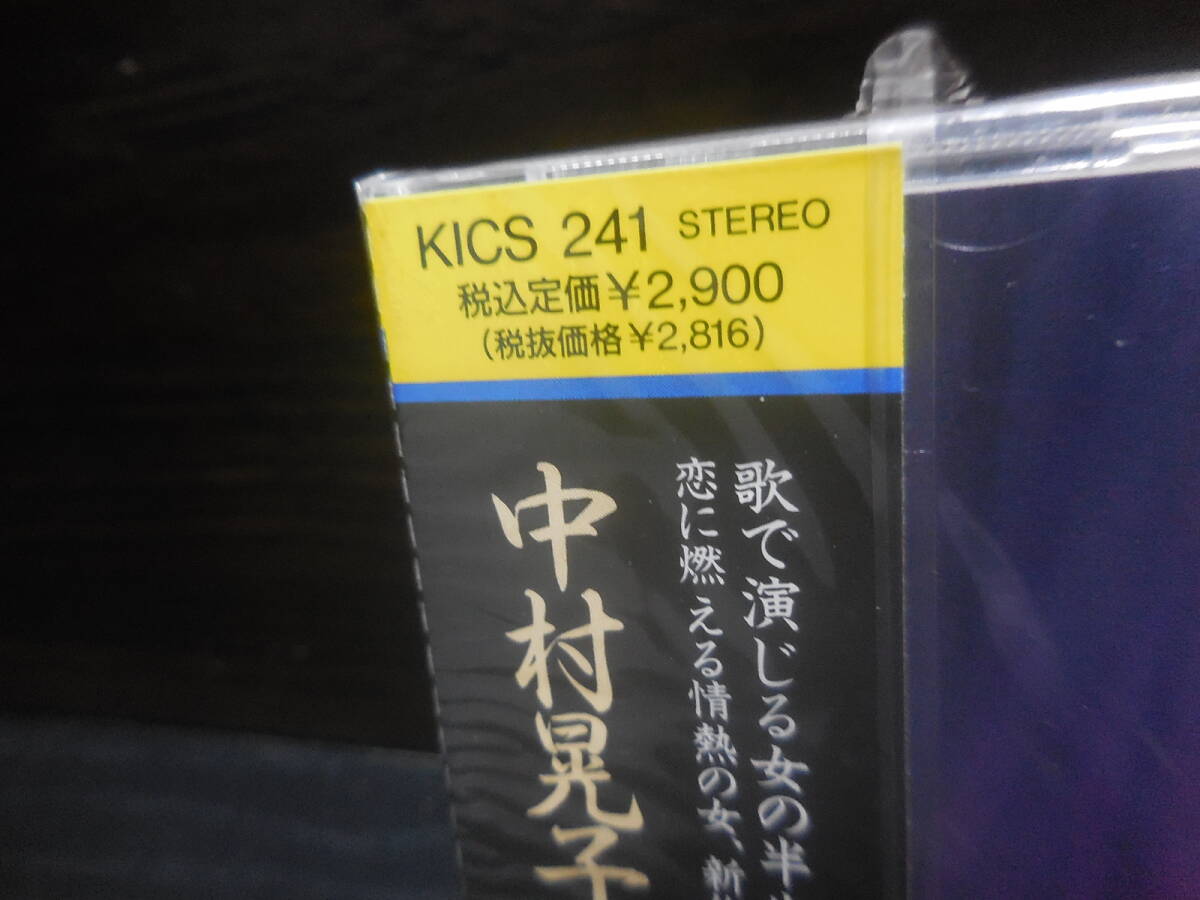 KICS 241 STEREO
税込定価¥2,900
(税抜価格¥2,816)
歌で演じる女の半
恋に燃える情熱の女、新
中村晃子